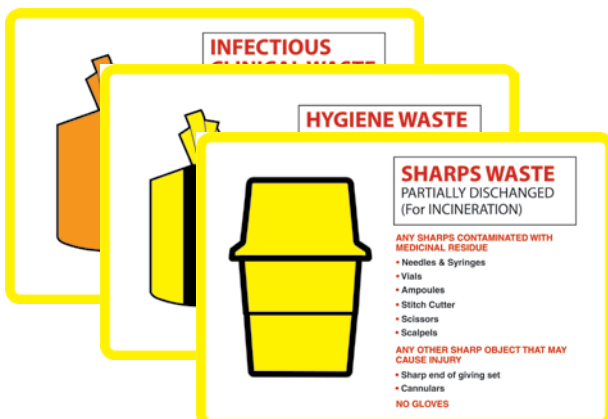 INFECTIOUS
CLINICAL WASTE
HYGIENE WASTE
SHARPS WASTE
PARTIALLY DISCHANGED
(For INCINERATION)
ANY SHARPS CONTAMINATED WITH
MEDICINAL RESIDUE
• Needles & Syringes
• Vials
• Ampoules
• Stitch Cutter
• Scissors
• Scalpels
ANY OTHER SHARP OBJECT THAT MAY
CAUSE INJURY
• Sharp end of giving set
• Cannulars
NO GLOVES